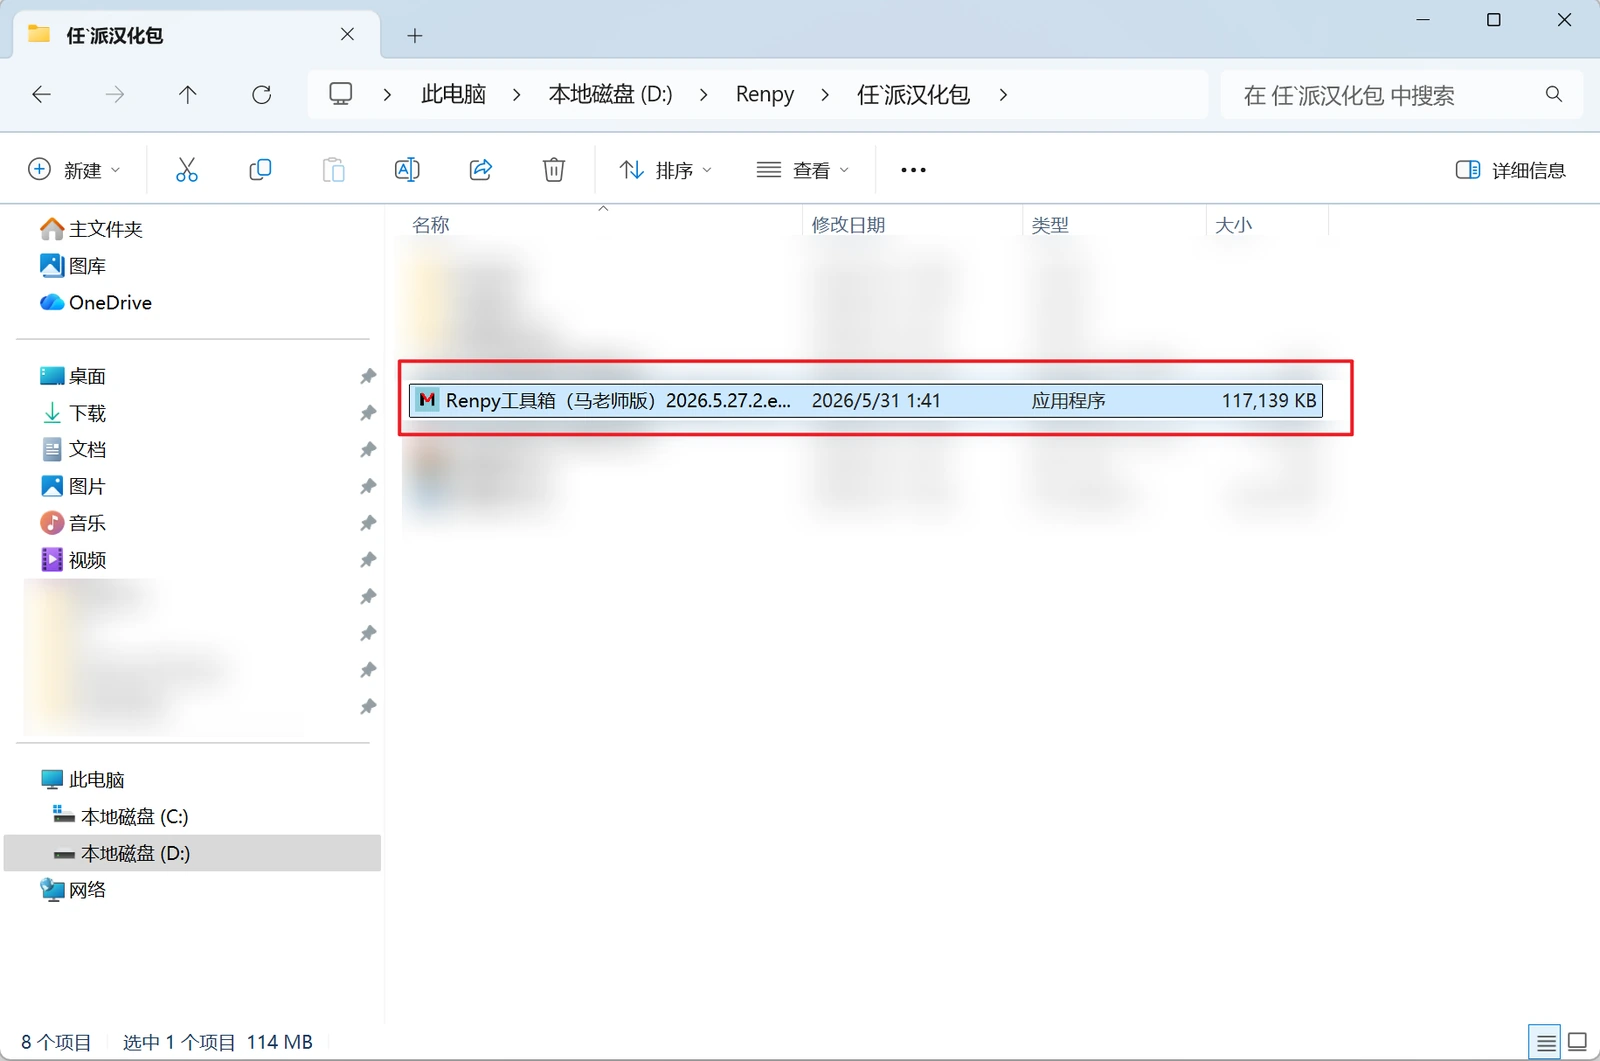 任`派汉化包
此电脑 本地磁盘 (D:) Renpy 任`派汉化包
在 任`派汉化包 中搜索
新建 排序 查看 详细信息
名称 修改日期 类型 大小
Renpy工具箱（马老师版）2026.5.27.2.e... 2026/5/31 1:41 应用程序 117,139 KB
主文件夹
图库
OneDrive
桌面
下载
文档
图片
音乐
视频
此电脑
本地磁盘 (C:)
本地磁盘 (D:)
网络
8 个项目 选中 1 个项目 114 MB